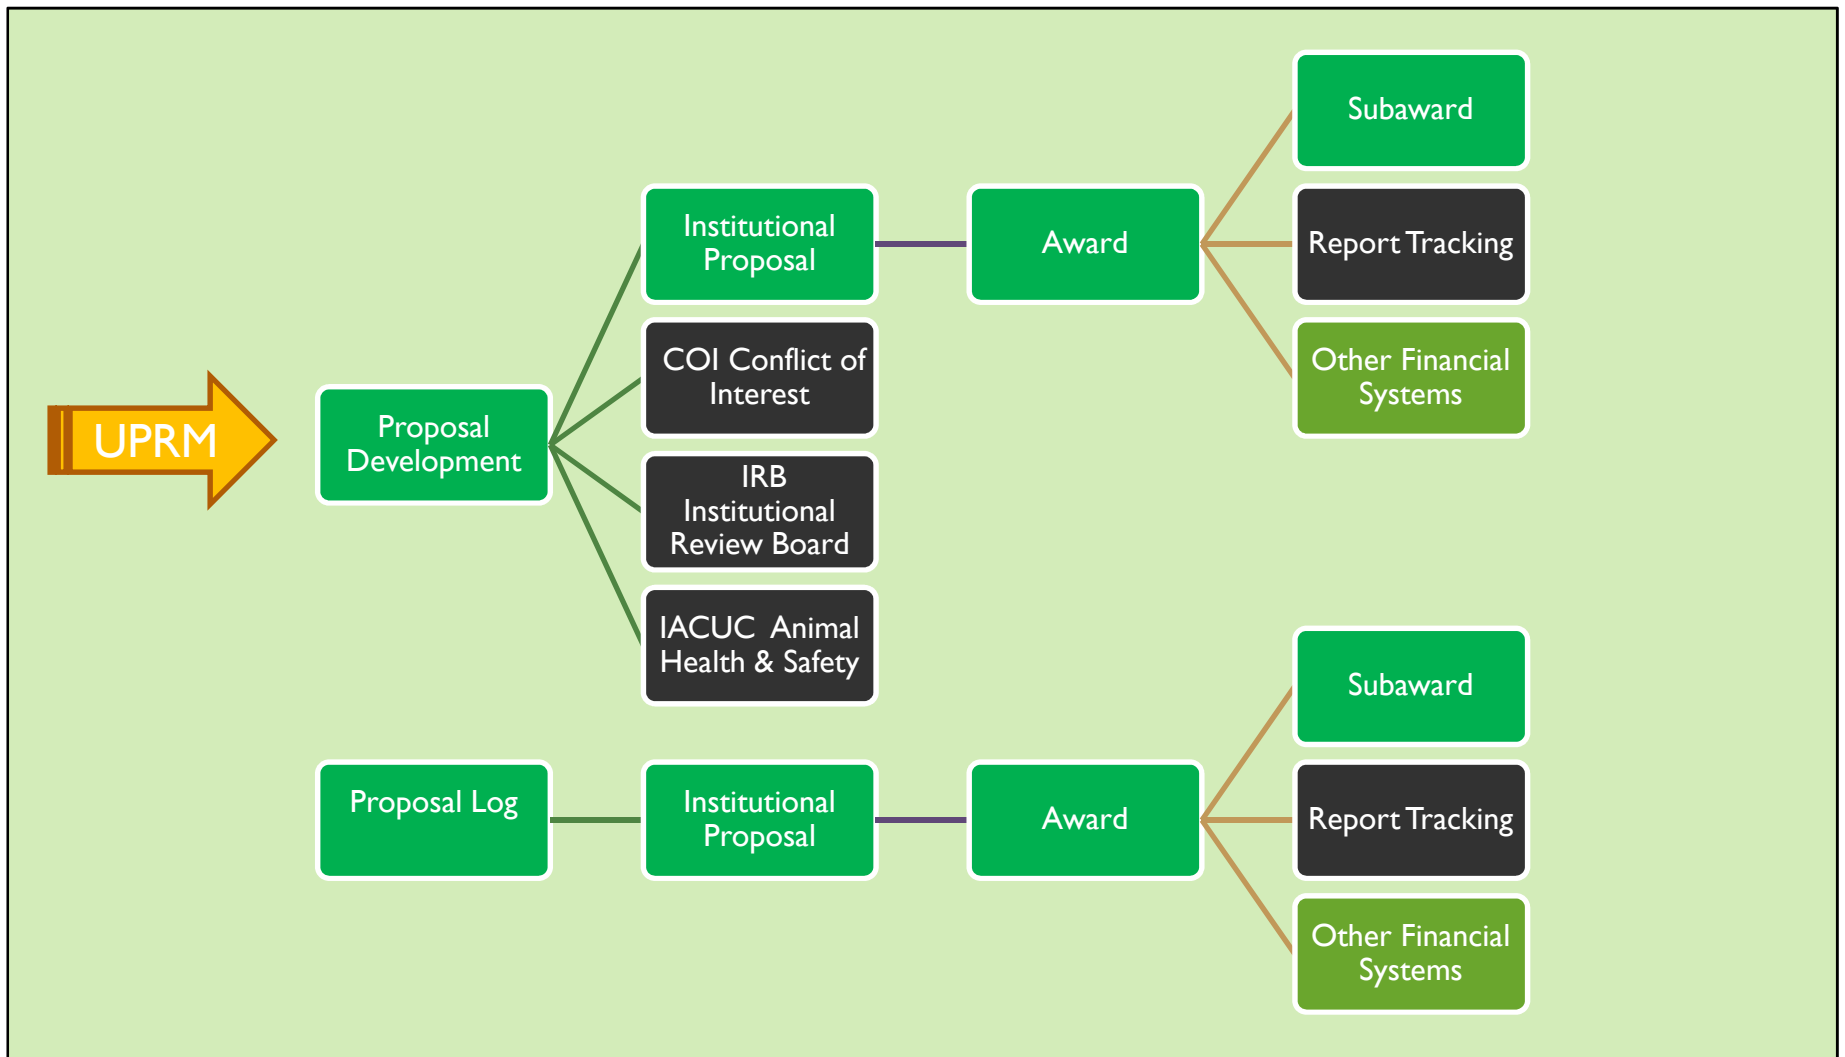 UPRM
Proposal
Development
Institutional
Proposal
COI Conflict of
Interest
IRB
Institutional
Review Board
IACUC  Animal
Health & Safety
Award
Subaward
Report Tracking
Other Financial
Systems
Proposal Log
Institutional
Proposal
Award
Subaward
Report Tracking
Other Financial
Systems